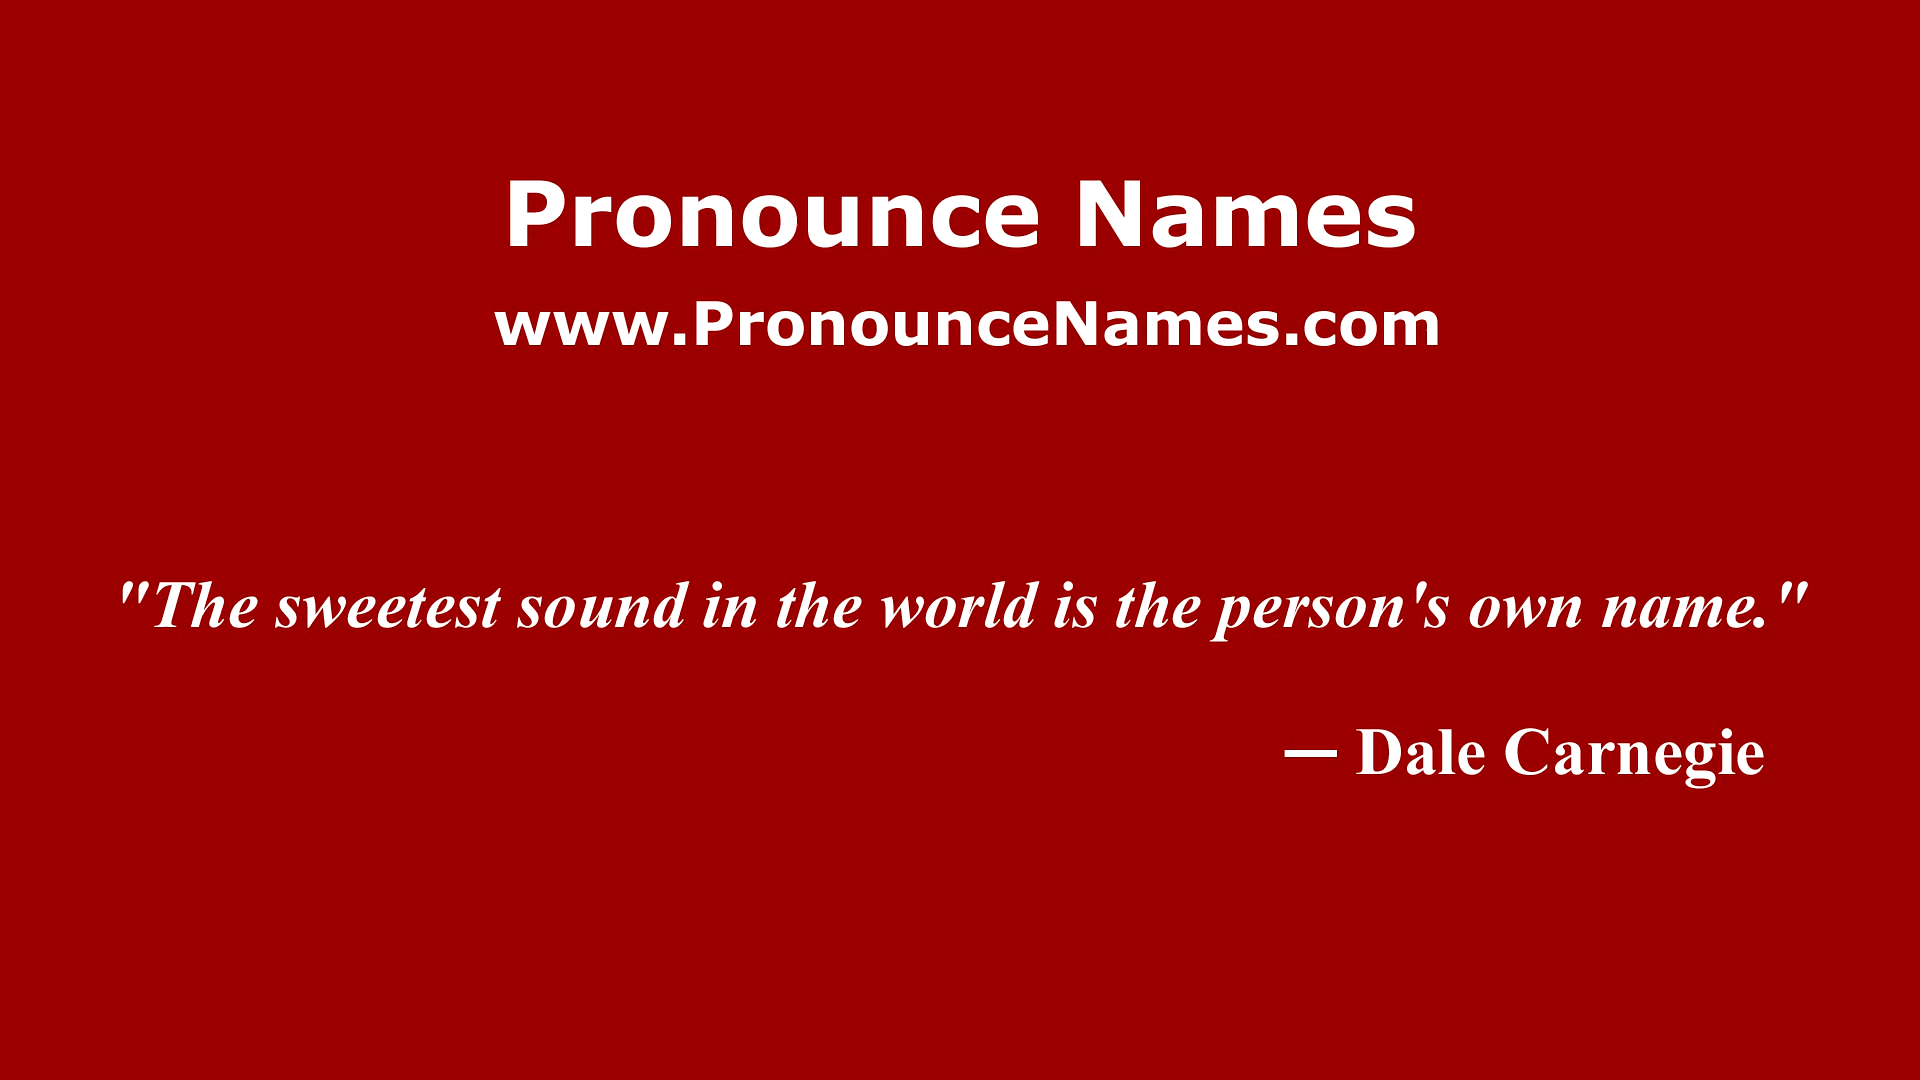 Pronounce Names
www.PronounceNames.com
"The sweetest sound in the world is the person's own name."
— Dale Carnegie